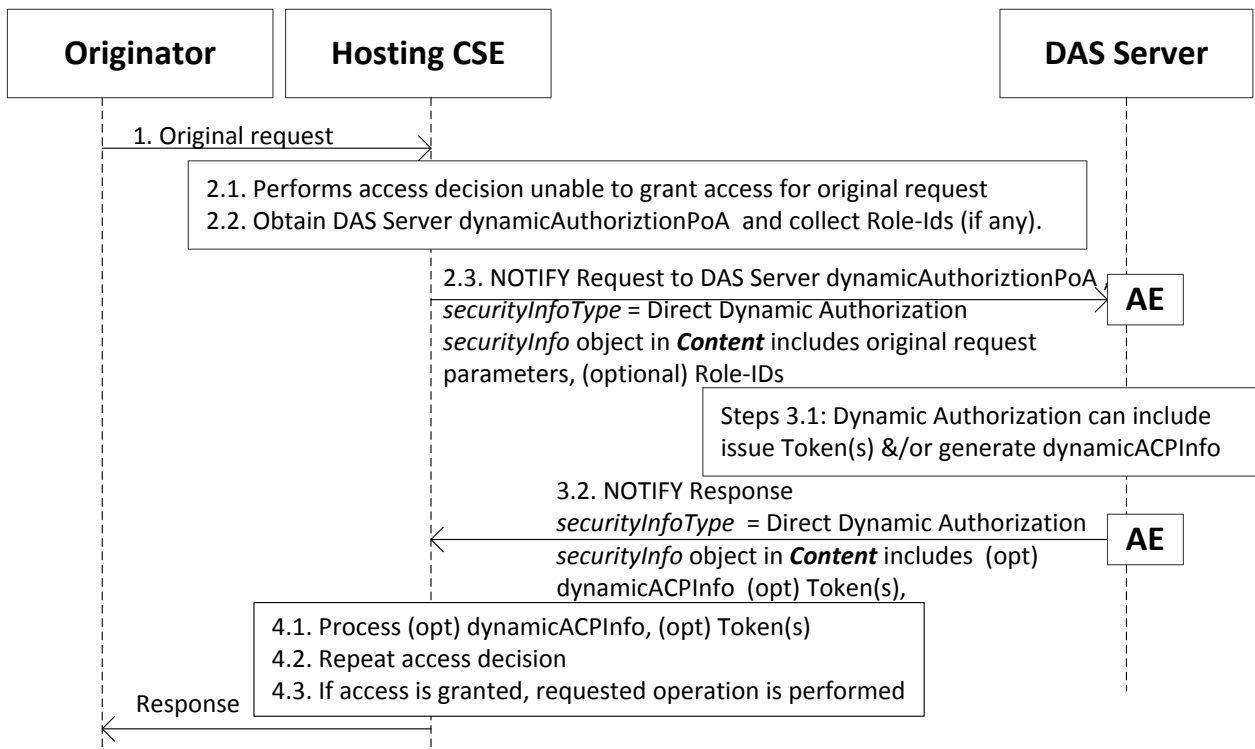 Originator
Hosting CSE
DAS Server
1. Original request
2.1. Performs access decision unable to grant access for original request
2.2. Obtain DAS Server dynamicAuthoriztionPoA and collect Role-Ids (if any).
2.3. NOTIFY Request to DAS Server dynamicAuthoriztionPoA ,
securityInfoType = Direct Dynamic Authorization
securityInfo object in Content includes original request
parameters, (optional) Role-IDs
AE
Steps 3.1: Dynamic Authorization can include
issue Token(s) &/or generate dynamicACPInfo
3.2. NOTIFY Response
securityInfoType = Direct Dynamic Authorization
securityInfo object in Content includes (opt)
dynamicACPInfo (opt) Token(s),
AE
4.1. Process (opt) dynamicACPInfo, (opt) Token(s)
4.2. Repeat access decision
4.3. If access is granted, requested operation is performed
Response